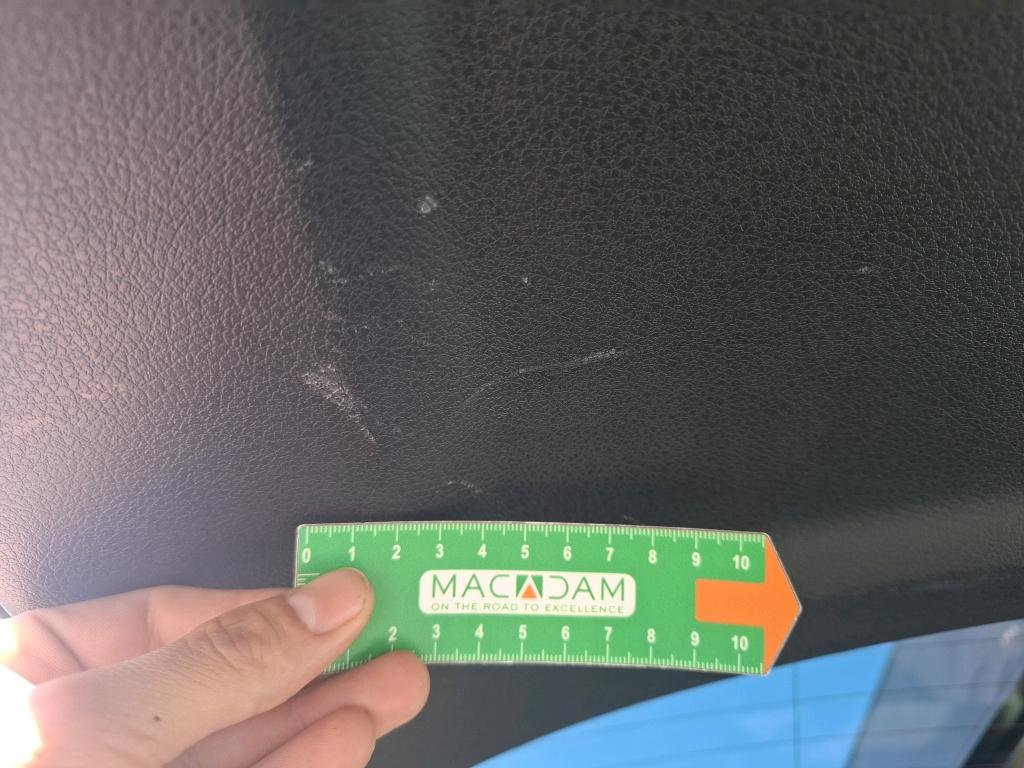 0 1 2 3 4 5 6 7 8 9 10
MACADAM
ON THE ROAD TO EXCELLENCE
2 3 4 5 6 7 8 9 10